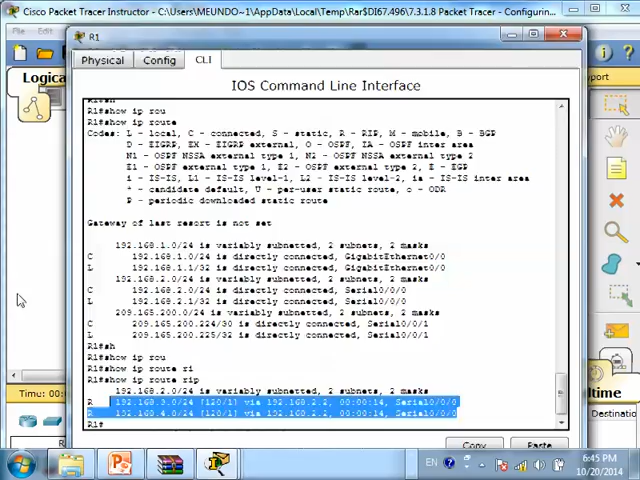 Cisco Packet Tracer Instructor - C:\Users\MEUNDO~1\AppData\Local\Temp\Rar$DI67.496\7.3.1.8 Packet Tracer - Configurin...
R1
Physical
Config
CLI
Logical
IOS Command Line Interface
R1#sh
R1#show ip rou
R1#show ip route
Codes: L - local, C - connected, S - static, R - RIP, M - mobile, B - BGP
D - EIGRP, EX - EIGRP external, O - OSPF, IA - OSPF inter area
N1 - OSPF NSSA external type 1, N2 - OSPF NSSA external type 2
E1 - OSPF external type 1, E2 - OSPF external type 2, E - EGP
i - IS-IS, L1 - IS-IS level-1, L2 - IS-IS level-2, ia - IS-IS inter area
* - candidate default, U - per-user static route, o - ODR
P - periodic downloaded static route
Gateway of last resort is not set
192.168.1.0/24 is variably subnetted, 2 subnets, 2 masks
C 192.168.1.0/24 is directly connected, GigabitEthernet0/0
L 192.168.1.1/32 is directly connected, GigabitEthernet0/0
192.168.2.0/24 is variably subnetted, 2 subnets, 2 masks
C 192.168.2.0/24 is directly connected, Serial0/0/0
L 192.168.2.1/32 is directly connected, Serial0/0/0
209.165.200.0/24 is variably subnetted, 2 subnets, 2 masks
C 209.165.200.224/30 is directly connected, Serial0/0/1
L 209.165.200.225/32 is directly connected, Serial0/0/1
R1#sh
R1#show ip rou
R1#show ip route ri
R1#show ip route rip
192.168.2.0/24 is variably subnetted, 2 subnets, 2 masks
R 192.168.3.0/24 [120/1] via 192.168.2.2, 00:00:14, Serial0/0/0
R 192.168.4.0/24 [120/1] via 192.168.2.2, 00:00:14, Serial0/0/0
R1#
Copy
Paste
Time: 00:
ltime
Destinatio
EN
6:45 PM
10/20/2014